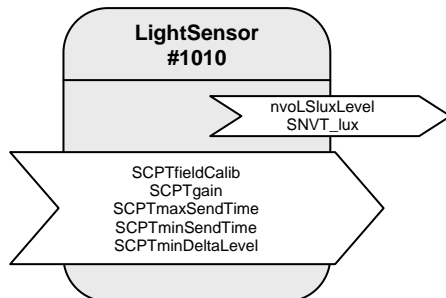 LightSensor
#1010
nvoLSluxLevel
SNVT_lux
SCPTfieldCalib
SCPTgain
SCPTmaxSendTime
SCPTminSendTime
SCPTminDeltaLevel